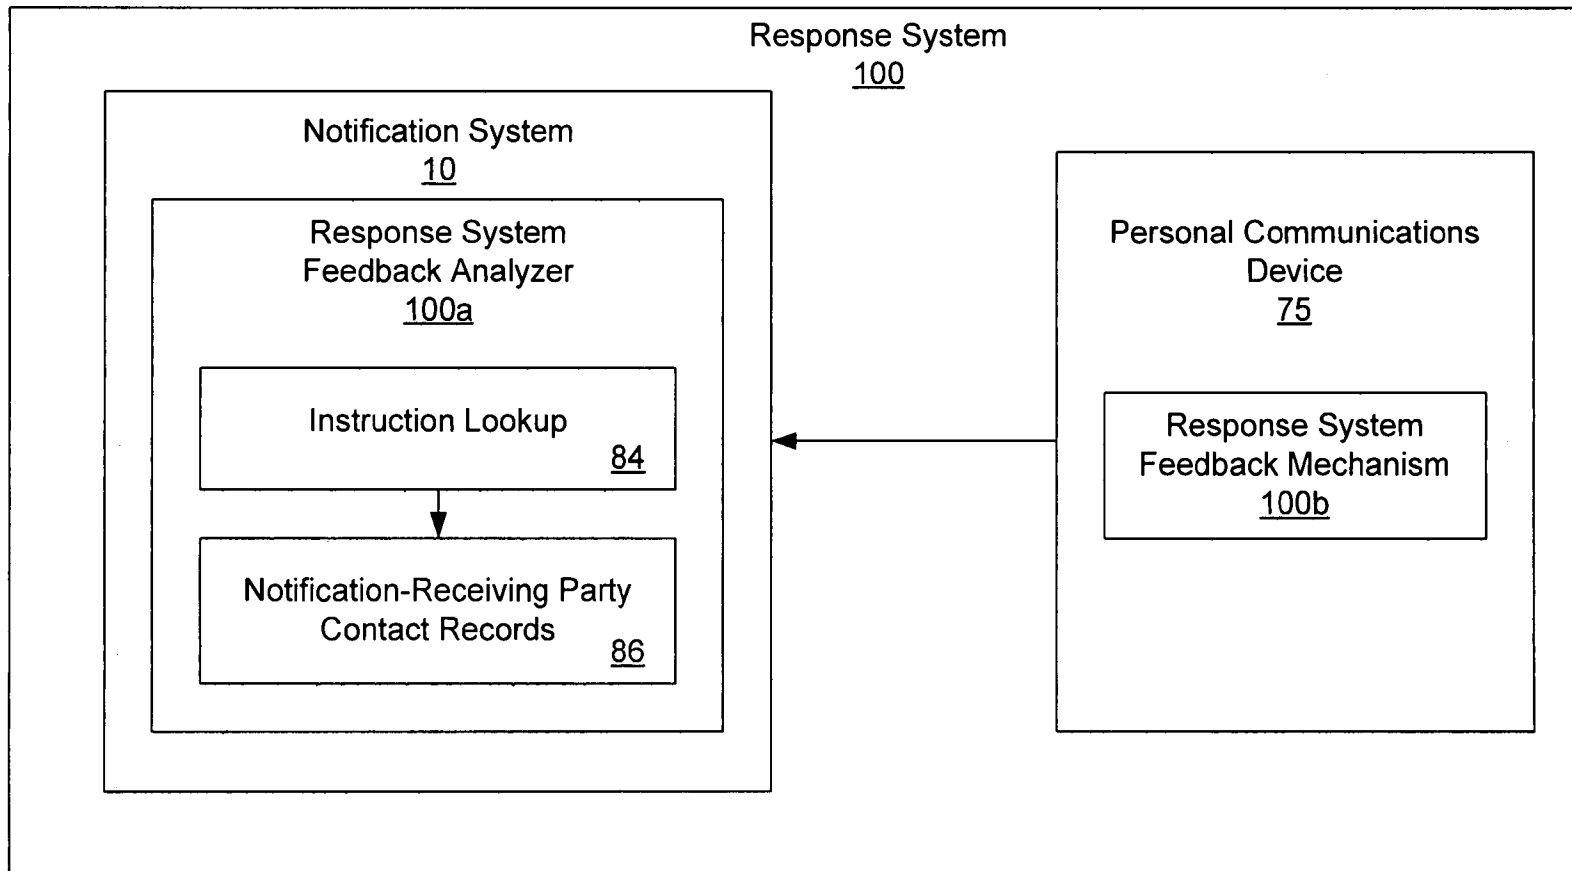 Response System
100
Notification System
10
Response System
Feedback Analyzer
100a
Instruction Lookup
84
Notification-Receiving Party
Contact Records
86
Personal Communications
Device
75
Response System
Feedback Mechanism
100b